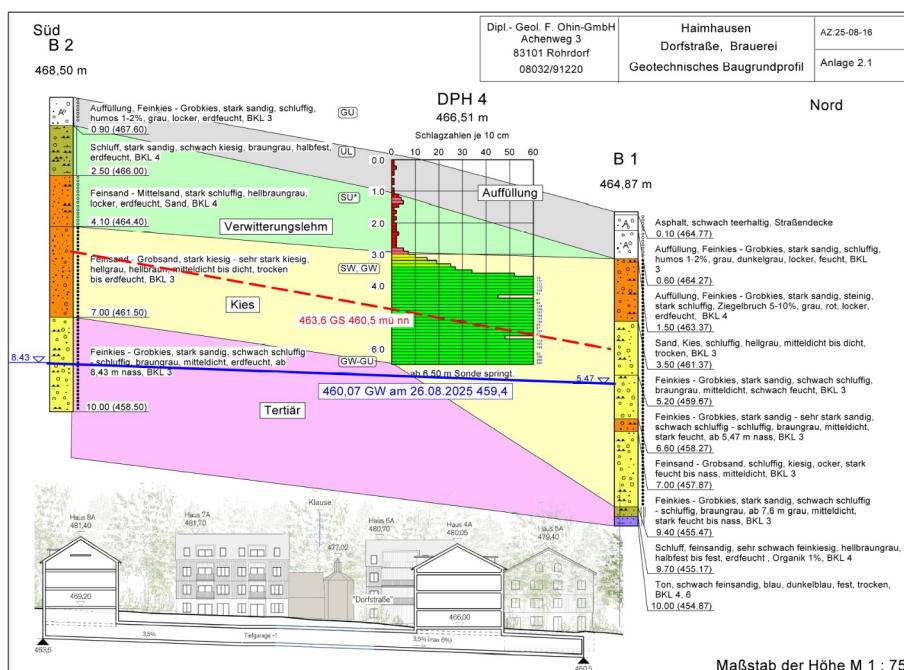 Süd
B 2
468,50 m
Dipl.- Geol. F. Ohin-GmbH
Achenweg 3
83101 Rohrdorf
08032/91220
Haimhausen
Dorfstraße, Brauerei
Geotechnisches Baugrundprofil
AZ:25-08-16
Anlage 2.1
DPH 4
466,51 m
Schlagzahlen je 10 cm
0 10 20 30 40 50 60
0.0
1.0
2.0
3.0
4.0
6.0
Nord
B 1
464,87 m
A
Auffüllung, Feinkies - Grobkies, stark sandig, schluffig,
humos 1-2%, grau, locker, erdfeucht, BKL 3
0.90 (467.60)
GU
Schluff, stark sandig, schwach kiesig, braungrau, halbfest,
erdfeucht, BKL 4
2.50 (466.00)
UL
Feinsand - Mittelsand, stark schluffig, hellbraungrau,
locker, erdfeucht, Sand, BKL 4
4.10 (464.40)
SU*
Verwitterungslehm
Auffüllung
Feinsand - Grobsand, stark kiesig - sehr stark kiesig,
hellgrau, hellbraun, mitteldicht bis dicht, trocken
bis erdfeucht, BKL 3
7.00 (461.50)
SW, GW
Kies
463,6 GS 460,5 mü nn
Feinkies - Grobkies, stark sandig, schwach schluffig
- schluffig, braungrau, mitteldicht, erdfeucht, ab
8,43 m nass, BKL 3
10.00 (458.50)
GW-GU
8.43
5.47
ab 6,50 m Sonde springt.
460,07 GW am 26.08.2025 459,4
Tertiär
A
A
Asphalt, schwach teerhaltig, Straßendecke
0.10 (464.77)
Auffüllung, Feinkies - Grobkies, stark sandig, schluffig,
humos 1-2%, grau, dunkelgrau, locker, feucht, BKL
3
0.60 (464.27)
Auffüllung, Feinkies - Grobkies, stark sandig, steinig,
stark schluffig, Ziegelbruch 5-10%, grau, rot, locker,
erdfeucht, BKL 4
1.50 (463.37)
Sand, Kies, schluffig, hellgrau, mitteldicht bis dicht,
trocken, BKL 3
3.50 (461.37)
Feinkies - Grobkies, stark sandig, schwach schluffig,
braungrau, mitteldicht, schwach feucht, BKL 3
5.20 (459.67)
Feinkies - Grobkies, stark sandig - sehr stark sandig,
schwach schluffig - schluffig, braungrau, mitteldicht,
stark feucht, ab 5,47 m nass, BKL 3
6.60 (458.27)
Feinsand - Grobsand, schluffig, kiesig, ocker, stark
feucht bis nass, mitteldicht, BKL 3
7.00 (457.87)
Feinkies - Grobkies, stark sandig, schwach schluffig
- schluffig, braungrau, ab 7,6 m grau, mitteldicht,
stark feucht bis nass, BKL 3
9.40 (455.47)
Schluff, feinsandig, sehr schwach feinkiesig, hellbraungrau,
halbfest bis fest, erdfeucht , Organik 1%, BKL 4
9.70 (455.17)
Ton, schwach feinsandig, blau, dunkelblau, fest, trocken,
BKL 4, 6
10.00 (454.87)
Haus 8A
481,40
Haus 7A
481,70
Klause
477,02
Haus 6A
480,70
Haus 4A
480,05
Haus 5A
479,40
469,20
"Dorfstraße"
466,00
3,5%
Tiefgarage -1
3,5% (max 6%)
3,5%
463,6
460,5
Maßstab der Höhe M 1 : 75